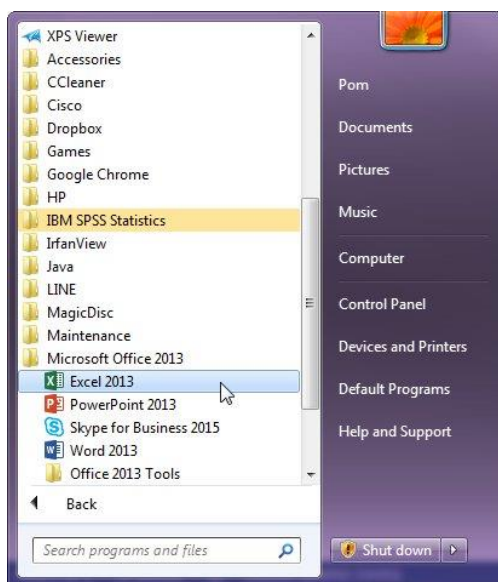 XPS Viewer
Accessories
CCleaner
Cisco
Dropbox
Games
Google Chrome
HP
IBM SPSS Statistics
IrfanView
Java
LINE
MagicDisc
Maintenance
Microsoft Office 2013
Excel 2013
PowerPoint 2013
Skype for Business 2015
Word 2013
Office 2013 Tools
Back
Search programs and files
Pom
Documents
Pictures
Music
Computer
Control Panel
Devices and Printers
Default Programs
Help and Support
Shut down